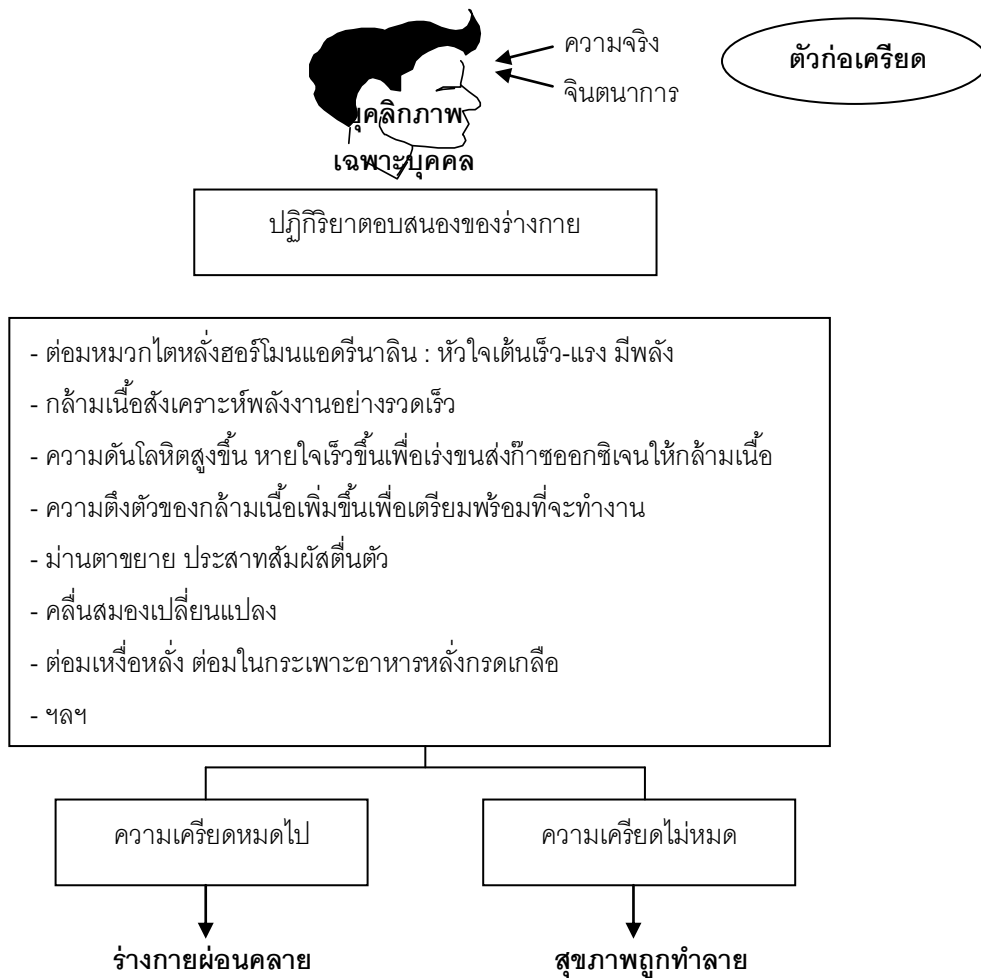 ความจริง
ตัวก่อเครียด
จินตนาการ
บุคลิกภาพ
เฉพาะบุคคล
ปฏิกิริยาตอบสนองของร่างกาย
- ต่อมหมวกไตหลั่งฮอร์โมนแอดรีนาลิน : หัวใจเต้นเร็ว-แรง มีพลัง
- กล้ามเนื้อสังเคราะห์พลังงานอย่างรวดเร็ว
- ความดันโลหิตสูงขึ้น หายใจเร็วขึ้นเพื่อเร่งขนส่งก๊าซออกซิเจนให้กล้ามเนื้อ
- ความตึงตัวของกล้ามเนื้อเพิ่มขึ้นเพื่อเตรียมพร้อมที่จะทำงาน
- ม่านตาขยาย ประสาทสัมผัสตื่นตัว
- คลื่นสมองเปลี่ยนแปลง
- ต่อมเหงื่อหลั่ง ต่อมในกระเพาะอาหารหลั่งกรดเกลือ
- ฯลฯ
ความเครียดหมดไป
ความเครียดไม่หมด
ร่างกายผ่อนคลาย
สุขภาพถูกทำลาย